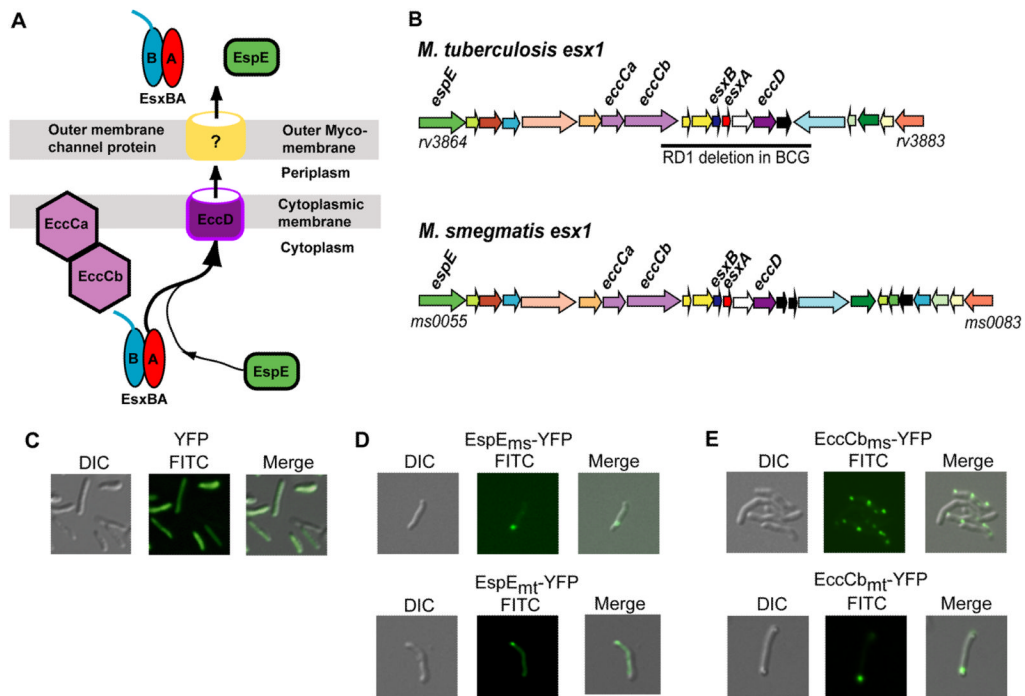 A
B A
EsxBA
EspE
Outer membrane
channel protein
?
Outer Myco-
membrane
Periplasm
EccD
Cytoplasmic
membrane
Cytoplasm
EccCa
EccCb
B A
EsxBA
EspE
B
M. tuberculosis esx1
espE
eccCa
eccCb
esxB
esxA
eccD
rv3864
rv3883
RD1 deletion in BCG
M. smegmatis esx1
espE
eccCa
eccCb
esxB
esxA
eccD
ms0055
ms0083
C
YFP
DIC FITC Merge
D
EspEms-YFP
DIC FITC Merge
EspEmt-YFP
DIC FITC Merge
E
EccCbms-YFP
DIC FITC Merge
EccCbmt-YFP
DIC FITC Merge